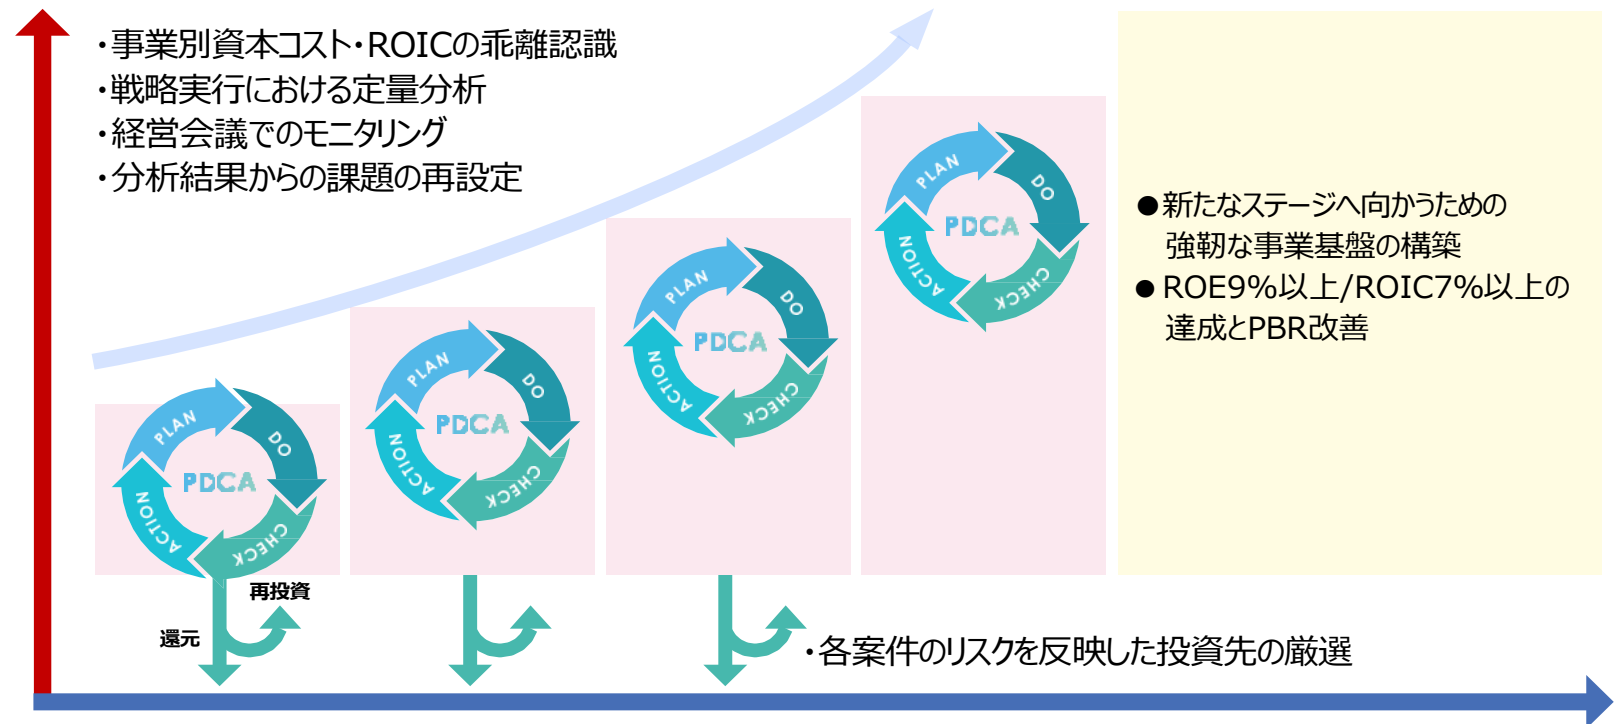 ・事業別資本コスト・ROICの乖離認識
・戦略実行における定量分析
・経営会議でのモニタリング
・分析結果からの課題の再設定
PLAN
DO
CHECK
ACTION
PDCA
PLAN
DO
CHECK
ACTION
PDCA
PLAN
DO
CHECK
ACTION
PDCA
PLAN
DO
CHECK
ACTION
PDCA
●新たなステージへ向かうための
強靭な事業基盤の構築
● ROE9%以上/ROIC7%以上の
達成とPBR改善
再投資
還元
・各案件のリスクを反映した投資先の厳選